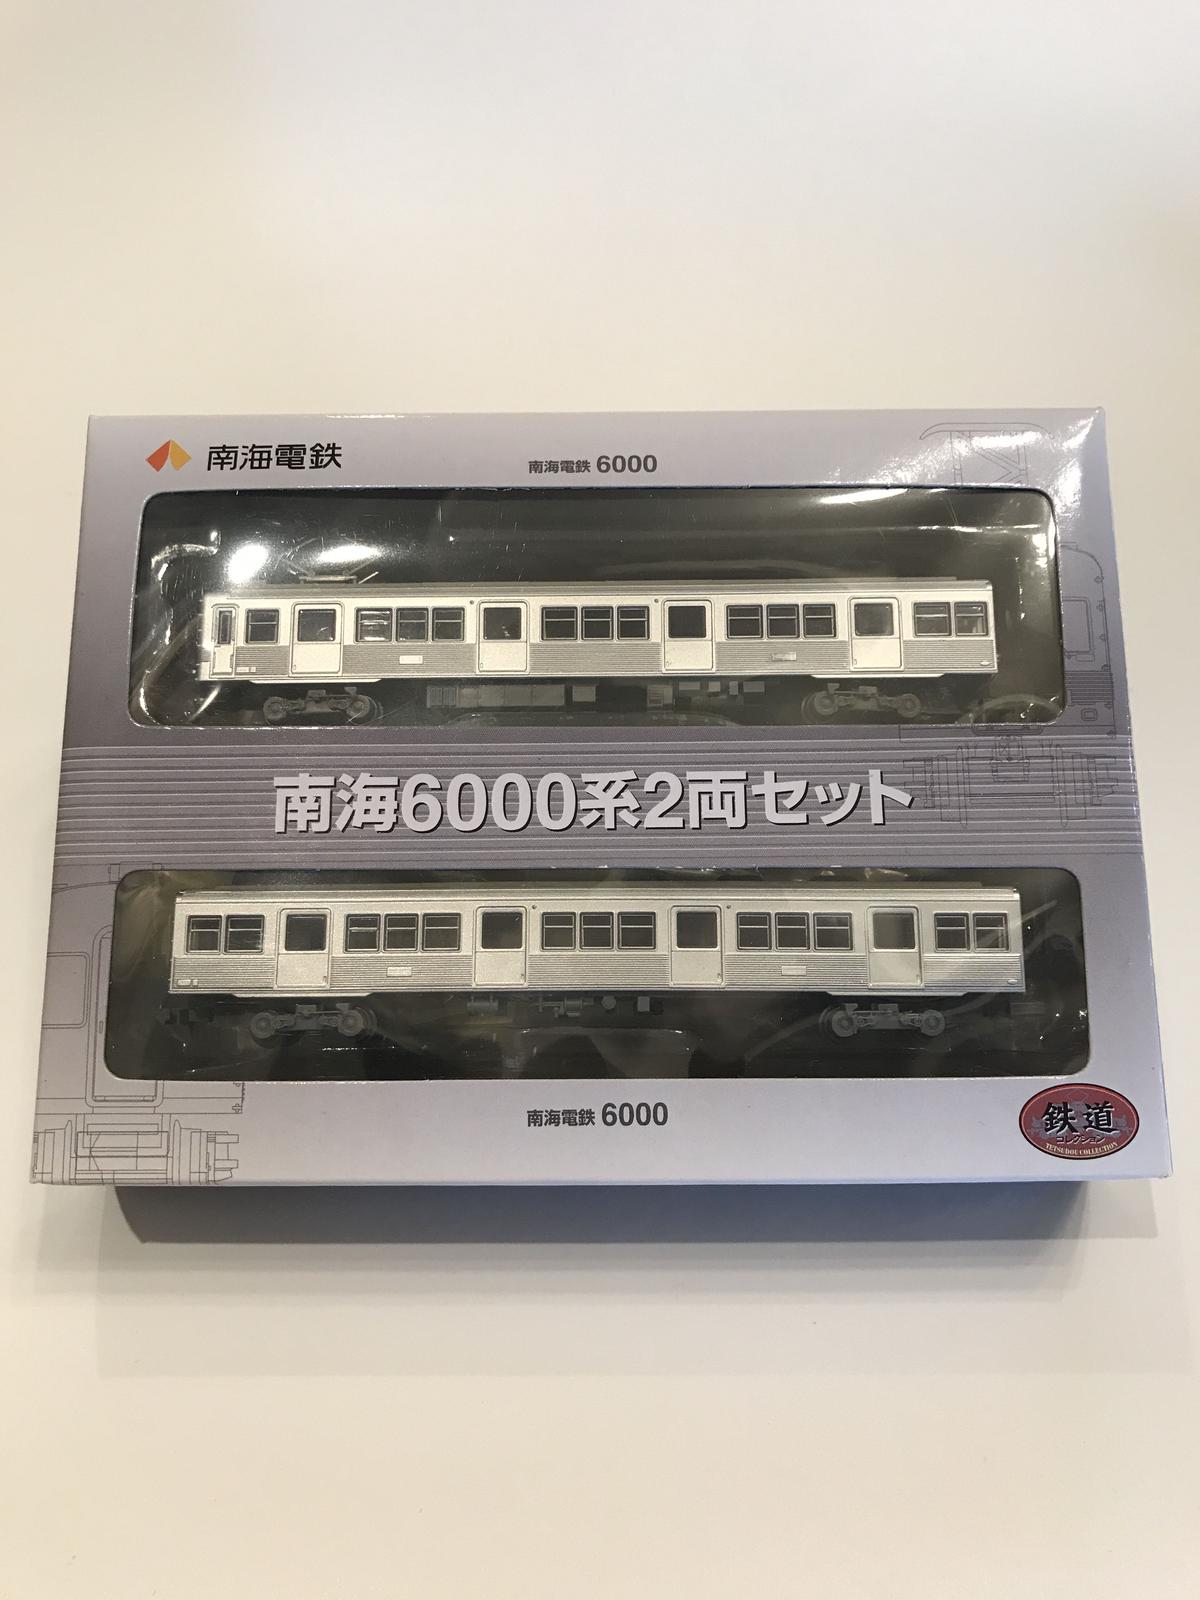 南海電鉄
南海電鉄 6000
南海6000系2両セット
南海電鉄 6000
鉄道
コレクション
TETSUDOU COLLECTION